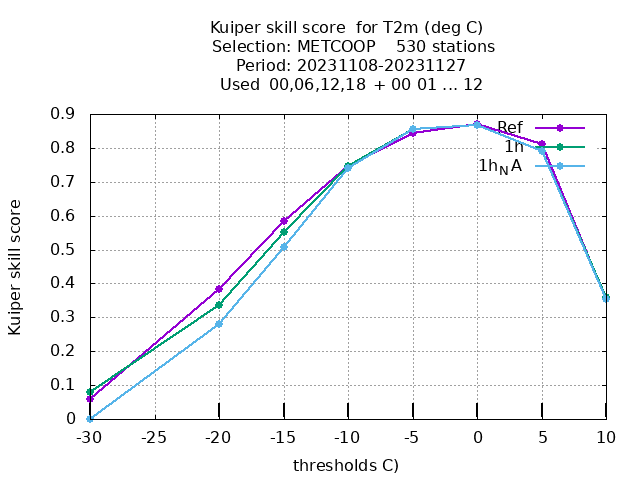 Kuiper skill score for T2m (deg C)
Selection: METCOOP 530 stations
Period: 20231108-20231127
Used 00,06,12,18 + 00 01 ... 12
Kuiper skill score
0.9
0.8
0.7
0.6
0.5
0.4
0.3
0.2
0.1
0
Ref
1h
1h_N A
-30 -25 -20 -15 -10 -5 0 5 10
thresholds C)